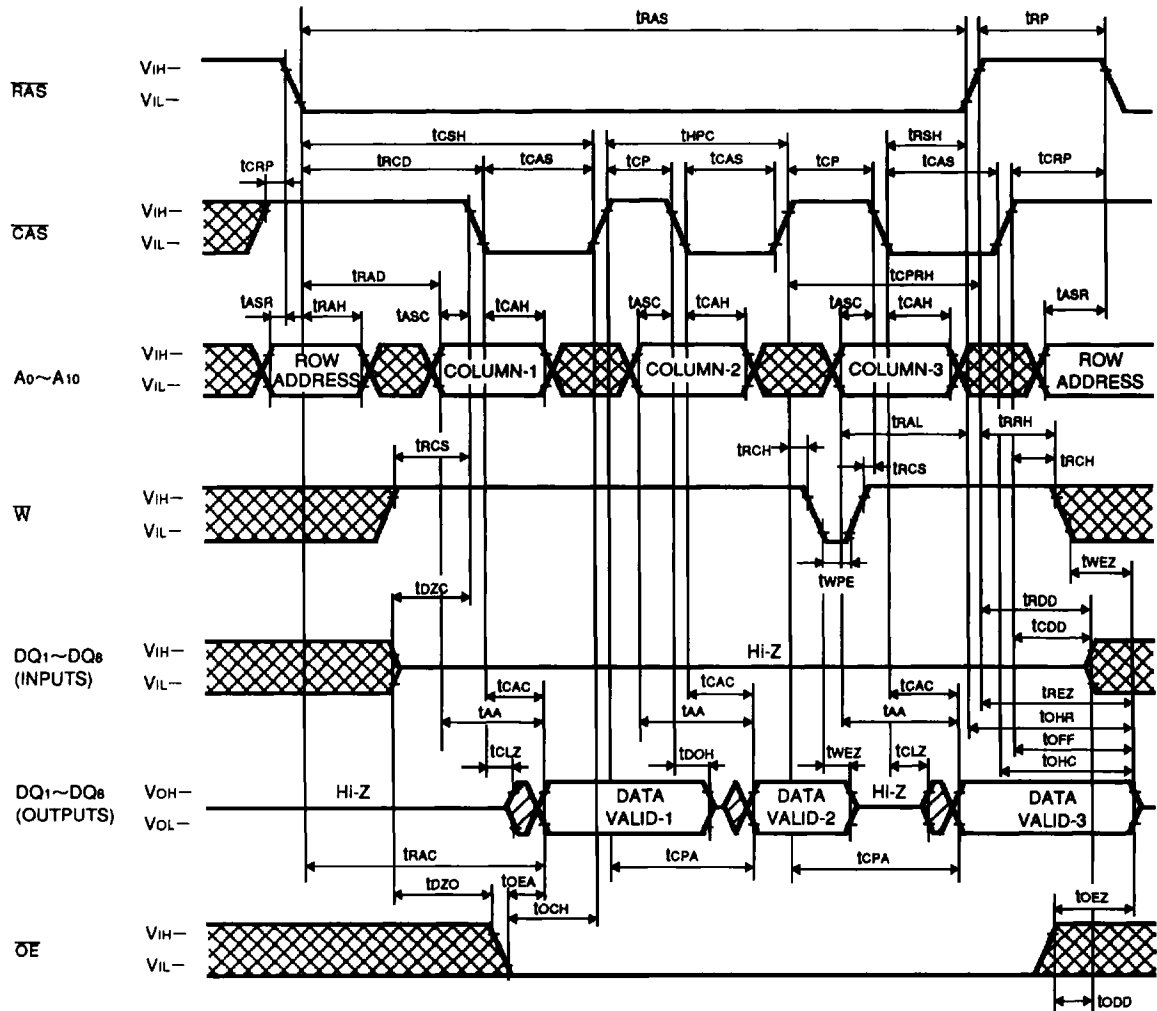 tRAS tRP
VIH–
RAS
VIL–
tCSH tHPC tRSH
tCRP tRCD tCAS tCP tCAS tCP tCAS tCRP
VIH–
CAS
VIL–
tRAD tCPRH
tASR tRAH tASC tCAH tASC tCAH tASC tCAH tASR
VIH–
A0~A10 ROW ADDRESS COLUMN-1 COLUMN-2 COLUMN-3 ROW ADDRESS
VIL–
tRCS tRCH tRAL tRRH
tRCS tRCH
VIH–
W
VIL–
tWPE tWEZ
tDZC tRDD
tCDD
DQ1~DQ8 VIH– Hi-Z
(INPUTS) VIL–
tCAC tCAC tCAC tREZ
tAA tAA tAA tOHR
tCLZ tDOH tWEZ tCLZ tOFF
tOHC
DQ1~DQ8 VOH– Hi-Z DATA VALID-1 DATA VALID-2 Hi-Z DATA VALID-3
(OUTPUTS) VOL–
tRAC tCPA tCPA
tDZO tOEA tOEZ
tOCH
VIH–
OE
VIL–
tODD